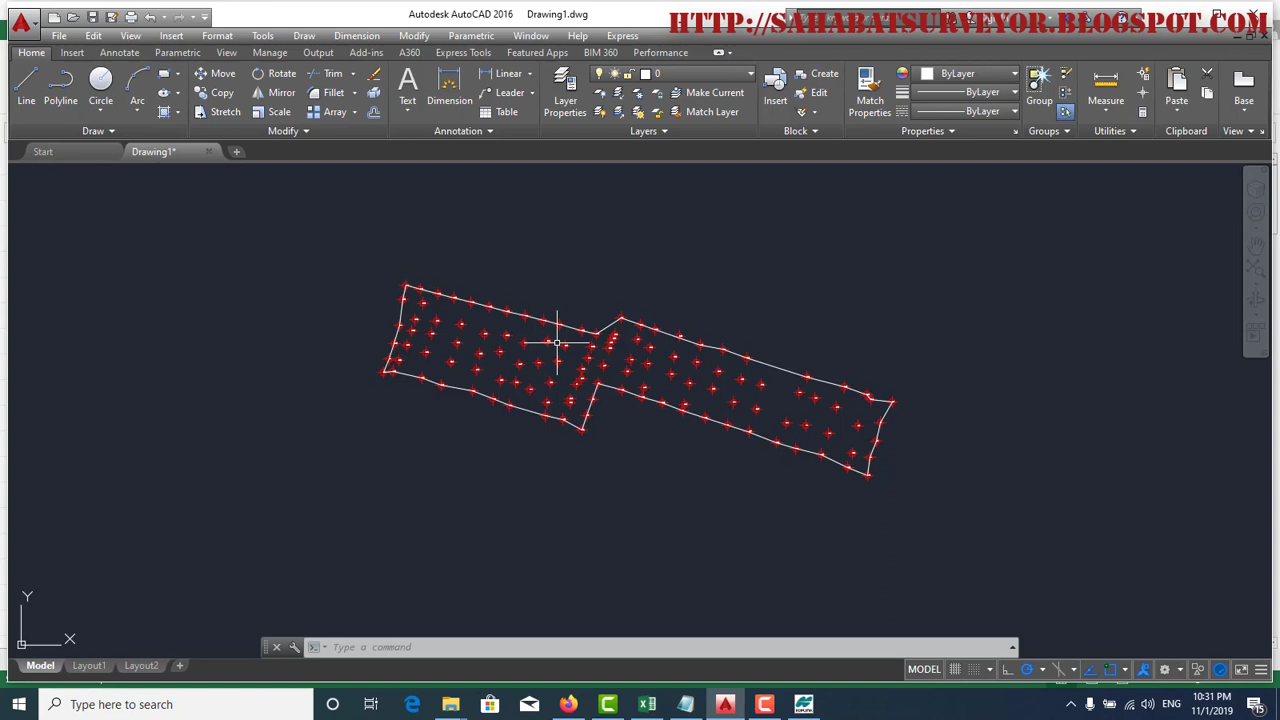 Autodesk AutoCAD 2016 Drawing1.dwg
HTTP://SAHABATSURVEYOR.BLOGSPOT.COM
File Edit View Insert Format Tools Draw Dimension Modify Parametric Window Help Express
Home Insert Annotate Parametric View Manage Output Add-ins A360 Express Tools Featured Apps BIM 360 Performance
Line Polyline Circle Arc
Move Rotate Trim
Copy Mirror Fillet
Stretch Scale Array
Text Dimension
Linear
Leader
Table
Layer Properties
0
Make Current
Match Layer
Insert
Create
Edit
Match Properties
ByLayer
ByLayer
ByLayer
Group
Measure
Paste
Base
Draw Modify Annotation Layers Block Properties Groups Utilities Clipboard View
Start Drawing1*
Y
X
Type a command
Model Layout1 Layout2
MODEL
Type here to search
ENG
10:31 PM
11/1/2019
15